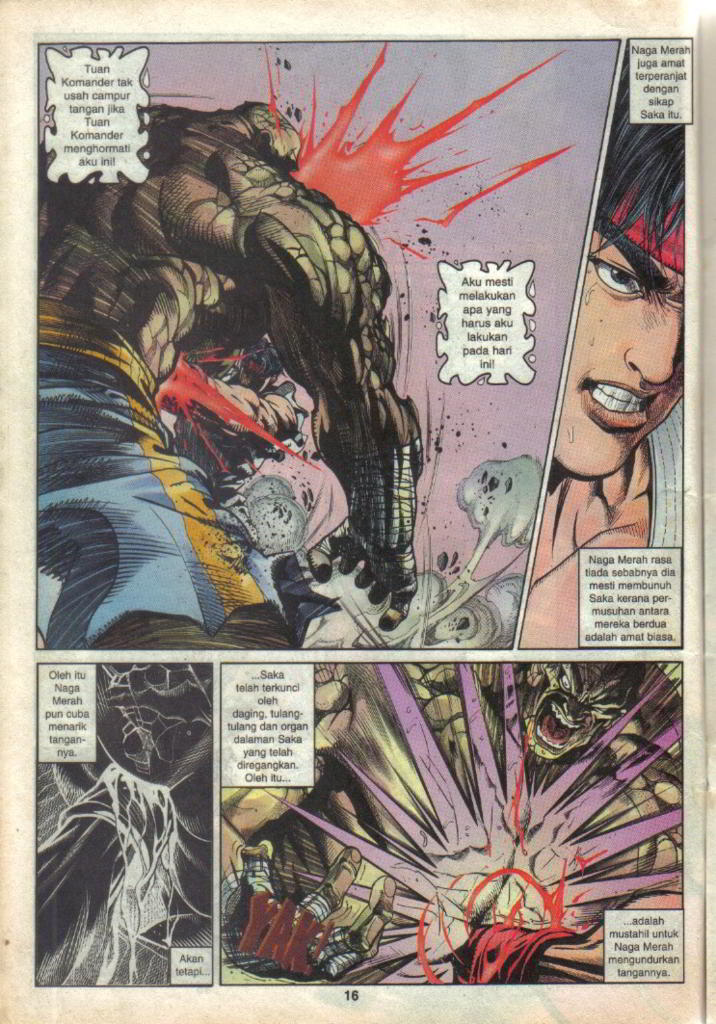 Tuan
Komander tak
usah campur
tangan jika
Tuan
Komander
menghormati
aku ini!
Aku mesti
melakukan
apa yang
harus aku
lakukan
pada hari
ini!
Naga Merah
juga amat
terperanjat
dengan
sikap
Saka itu.
Naga Merah rasa
tiada sebabnya dia
mesti membunuh
Saka kerana per-
musuhan antara
mereka berdua
adalah amat biasa.
Oleh itu
Naga
Merah
pun cuba
menarik
tangan-
nya.
Akan
tetapi...
...Saka
telah terkunci
oleh
daging, tulang-
tulang dan organ
dalaman Saka
yang telah
diregangkan.
Oleh itu...
YAK!
...adalah
mustahil untuk
Naga Merah
mengundurkan
tangannya.
16